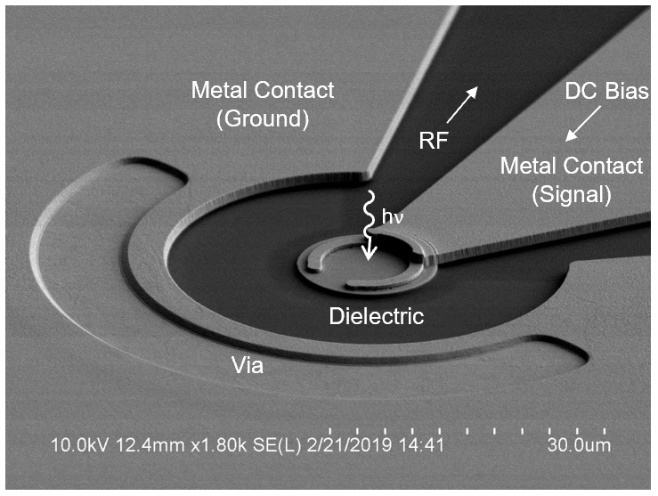 Metal Contact
(Ground)
DC Bias
RF
Metal Contact
(Signal)
hν
Dielectric
Via
10.0kV 12.4mm x1.80k SE(L) 2/21/2019 14:41
30.0um